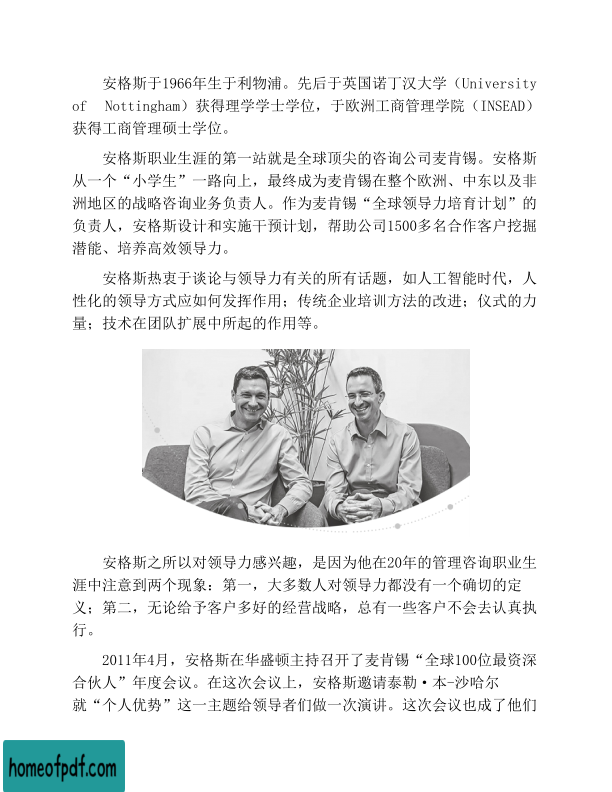 安格斯于1966年生于利物浦。先后于英国诺丁汉大学（University
of Nottingham）获得理学学士学位，于欧洲工商管理学院（INSEAD）
获得工商管理硕士学位。
安格斯职业生涯的第一站就是全球顶尖的咨询公司麦肯锡。安格斯
从一个“小学生”一路向上，最终成为麦肯锡在整个欧洲、中东以及非
洲地区的战略咨询业务负责人。作为麦肯锡“全球领导力培育计划”的
负责人，安格斯设计和实施干预计划，帮助公司1500多名合作客户挖掘
潜能、培养高效领导力。
安格斯热衷于谈论与领导力有关的所有话题，如人工智能时代，人
性化的领导方式应如何发挥作用；传统企业培训方法的改进；仪式的力
量；技术在团队扩展中所起的作用等。
安格斯之所以对领导力感兴趣，是因为他在20年的管理咨询职业生
涯中注意到两个现象：第一，大多数人对领导力都没有一个确切的定
义；第二，无论给予客户多好的经营战略，总有一些客户不会去认真执
行。
2011年4月，安格斯在华盛顿主持召开了麦肯锡“全球100位最资深
合伙人”年度会议。在这次会议上，安格斯邀请泰勒·本-沙哈尔
就“个人优势”这一主题给领导者们做一次演讲。这次会议也成了他们
homeofpdf.com